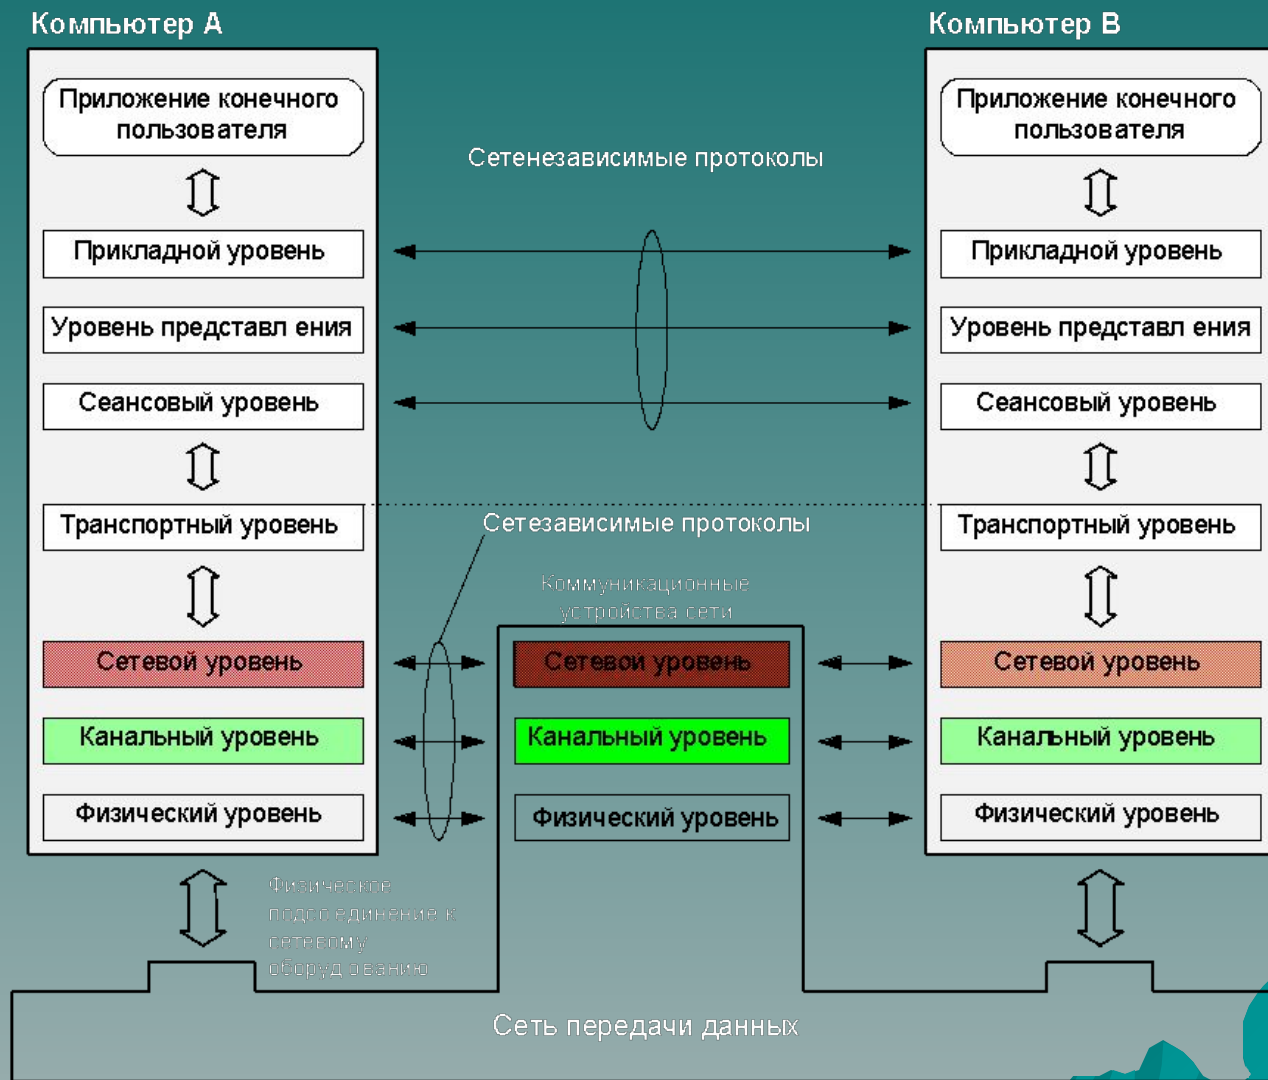 Компьютер А
Компьютер В
Приложение конечного
пользователя
Приложение конечного
пользователя
Сетенезависимые протоколы
Прикладной уровень
Прикладной уровень
Уровень представл ения
Уровень представл ения
Сеансовый уровень
Сеансовый уровень
Транспортный уровень
Транспортный уровень
Сетезависимые протоколы
Коммуникационные
устройства сети
Сетевой уровень
Сетевой уровень
Сетевой уровень
Канальный уровень
Канальный уровень
Канальный уровень
Физический уровень
Физический уровень
Физический уровень
Физическое
подсоединение к
сетевому
оборудованию
Сеть передачи данных